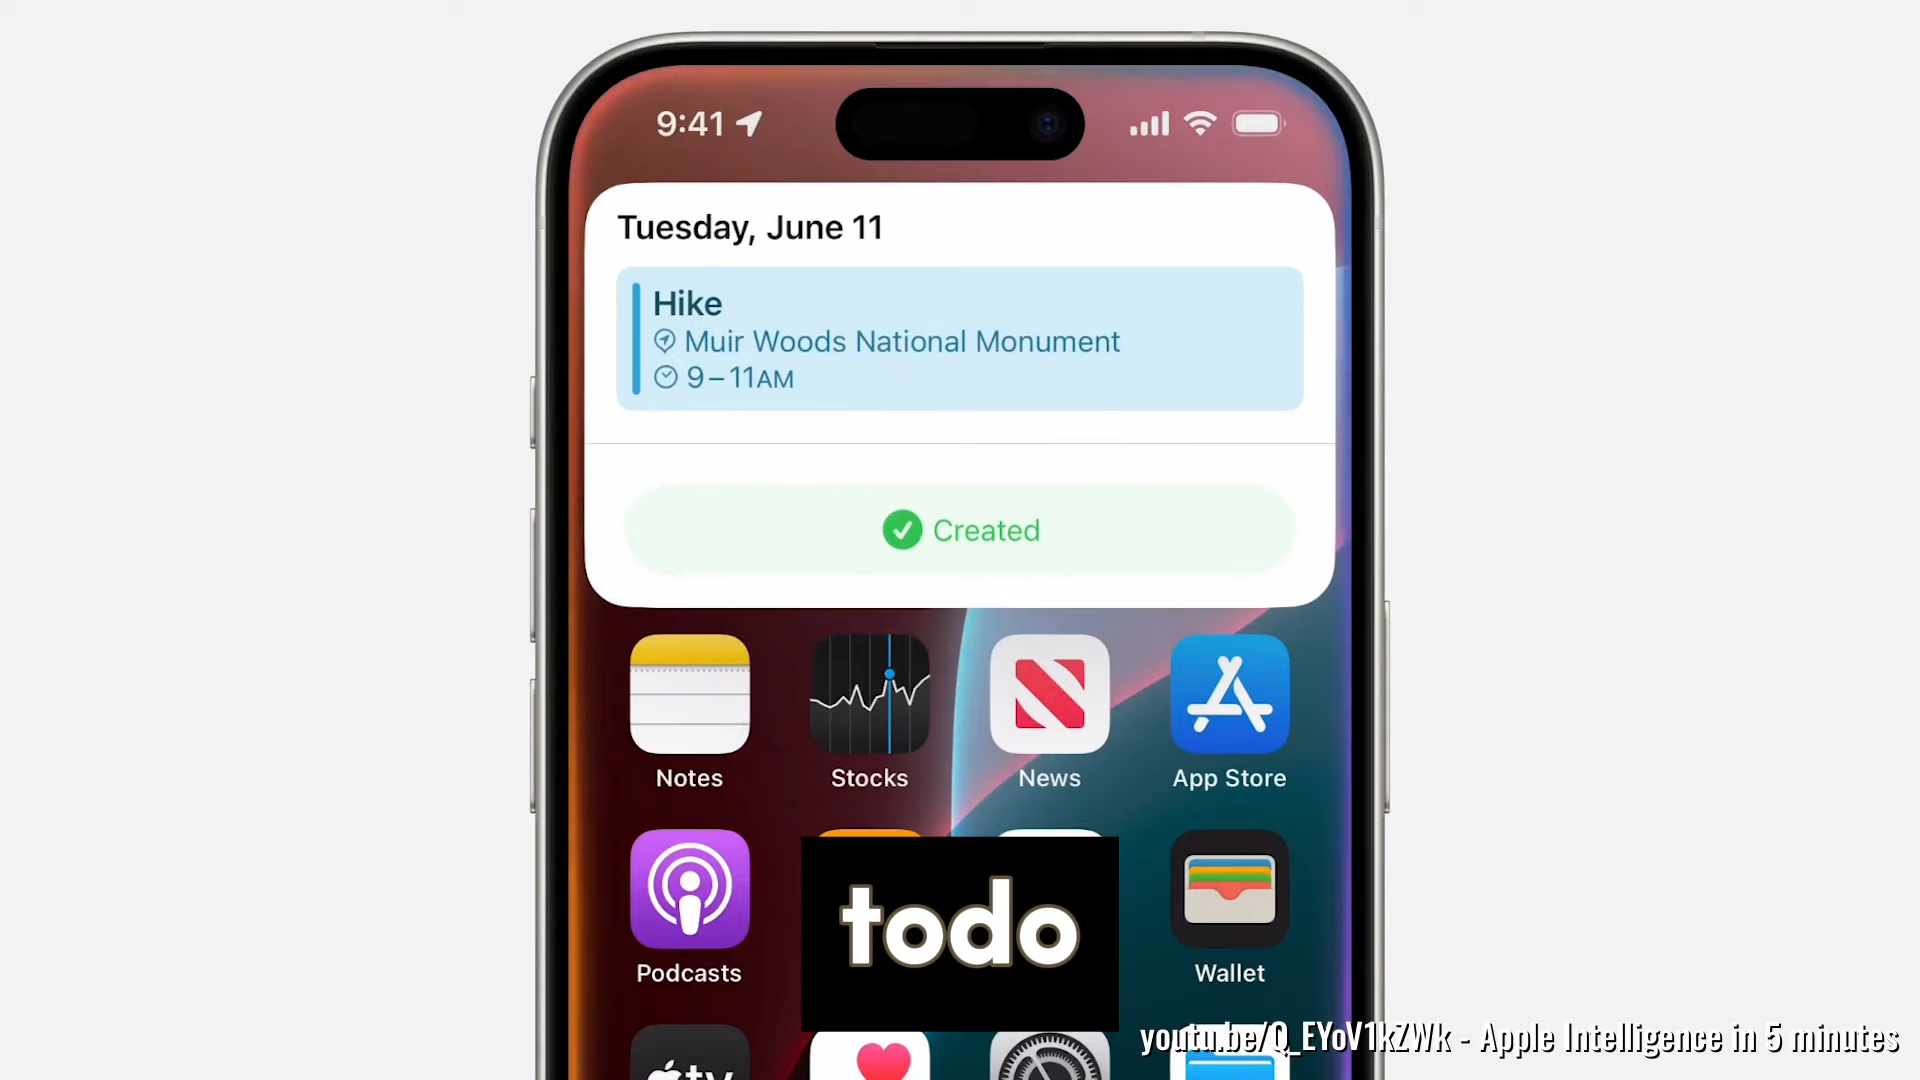 9:41
Tuesday, June 11
Hike
Muir Woods National Monument
9–11AM
Created
Notes
Stocks
News
App Store
Podcasts
todo
Wallet
tv
youtu.be/Q_EYoV1kZWk - Apple Intelligence in 5 minutes